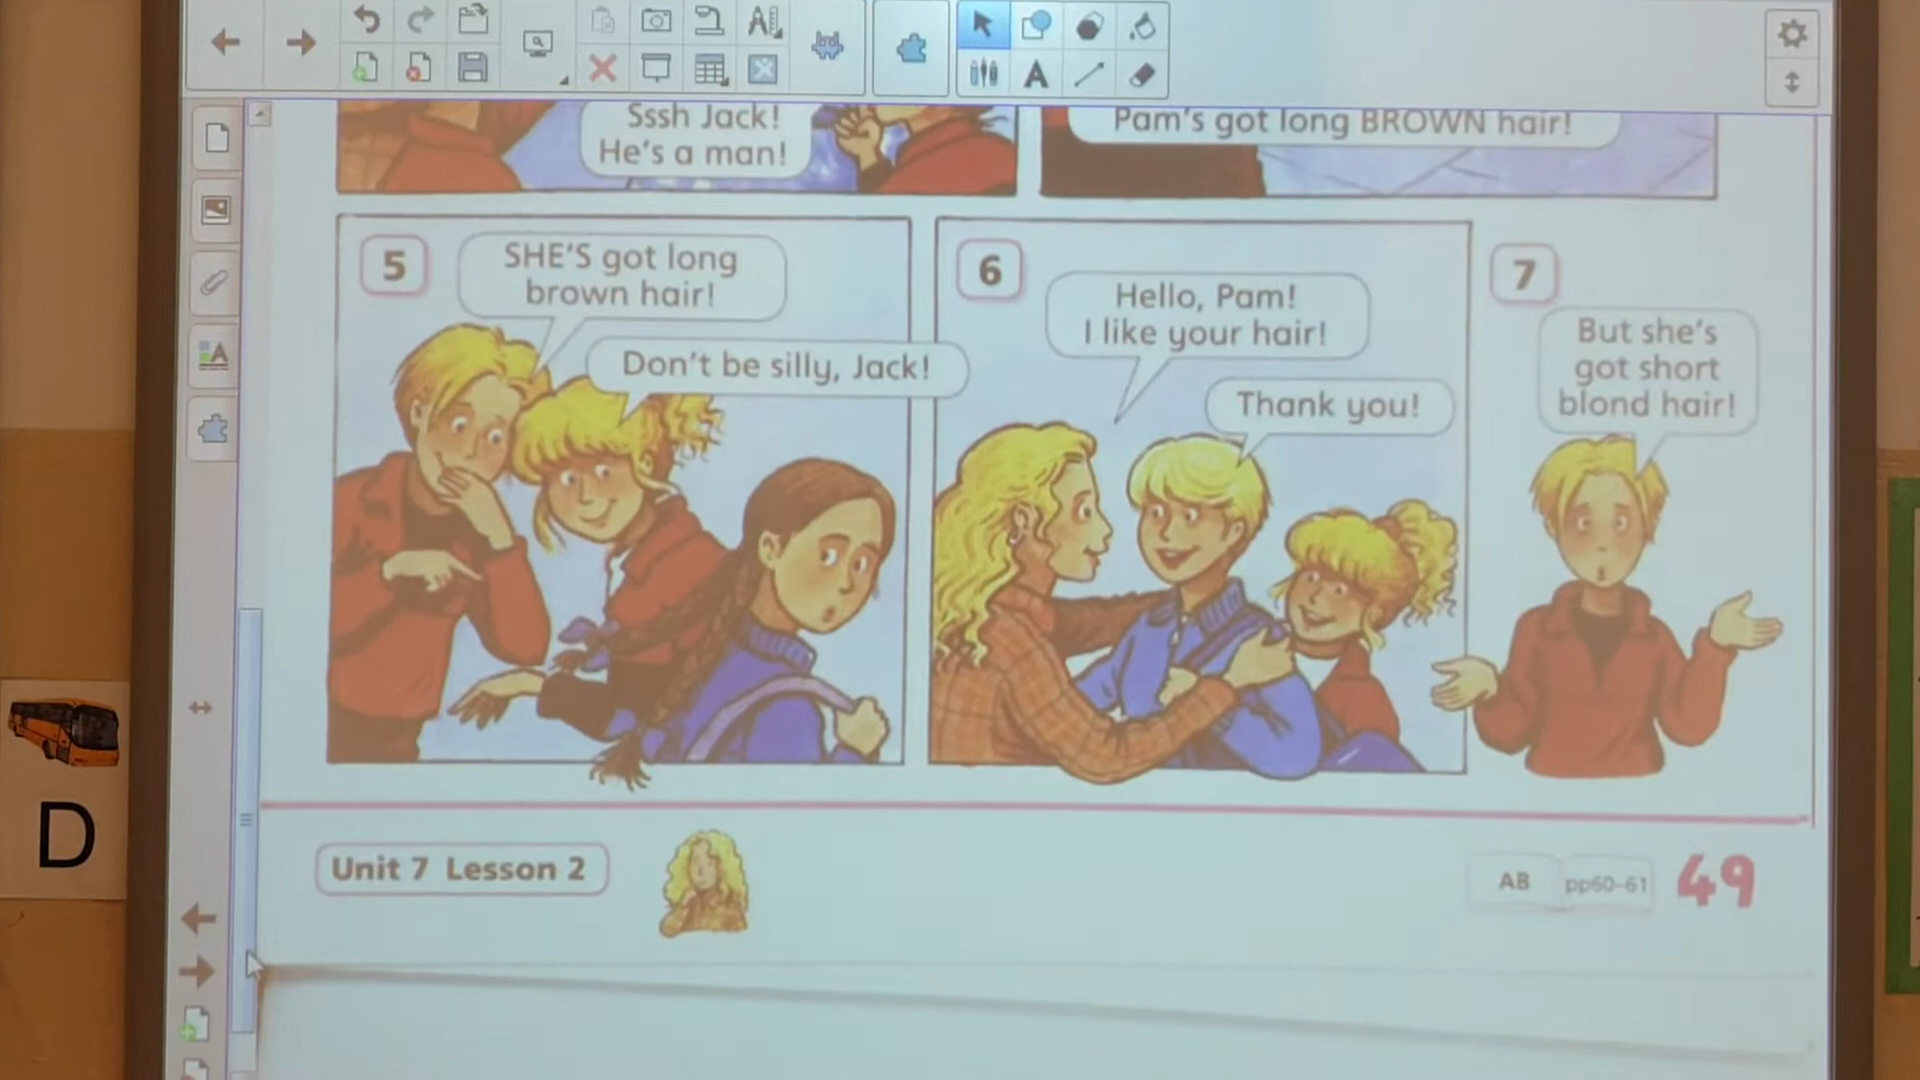 Sssh Jack!
He's a man!
Pam's got long BROWN hair!
5
SHE'S got long
brown hair!
Don't be silly, Jack!
6
Hello, Pam!
I like your hair!
Thank you!
7
But she's
got short
blond hair!
D
Unit 7 Lesson 2
AB
pp60-61
49